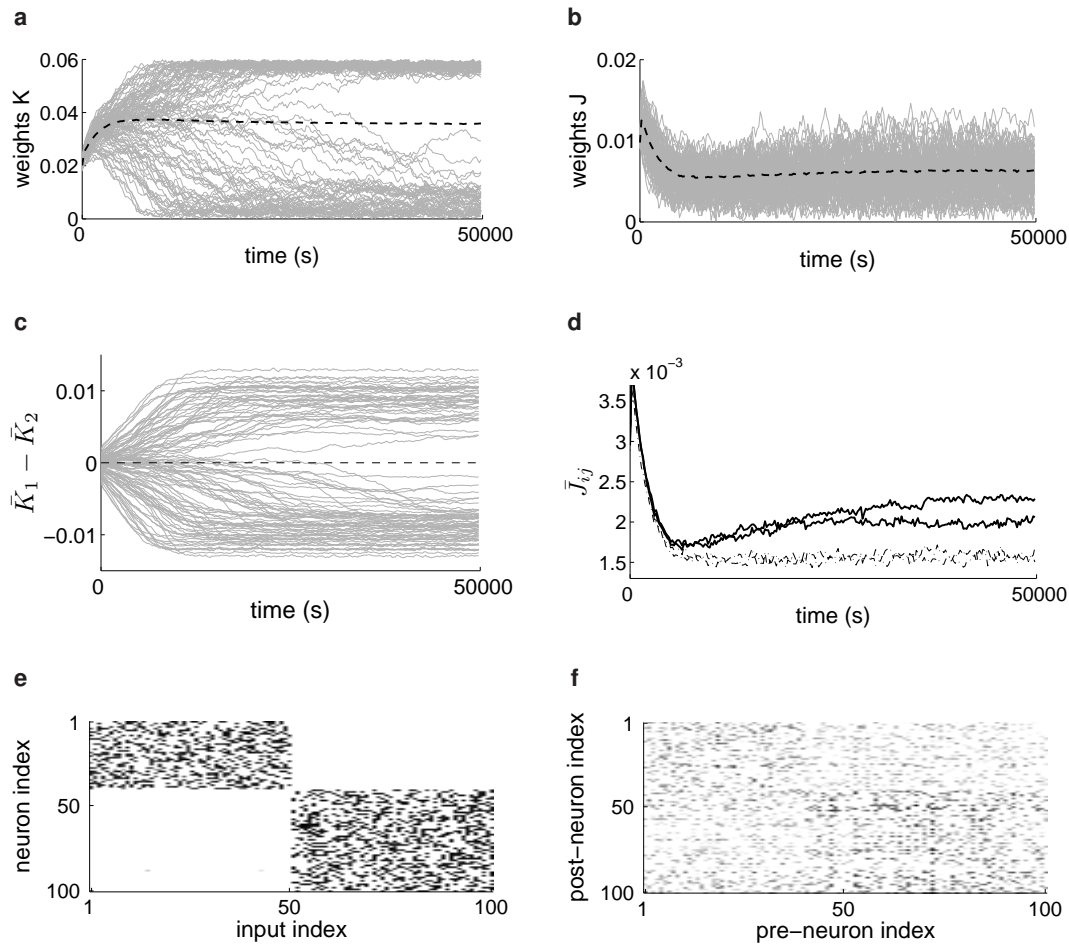 a
weights K
0.06
0.04
0.02
0
0
50000
time (s)
b
weights J
0.02
0.01
0
0
50000
time (s)
c
K̄₁ − K̄₂
0.01
0
−0.01
0
50000
time (s)
d
x 10⁻³
J̄ᵢⱼ
3.5
3
2.5
2
1.5
0
50000
time (s)
e
neuron index
1
50
100
1
50
100
input index
f
post−neuron index
1
50
100
1
50
100
pre−neuron index